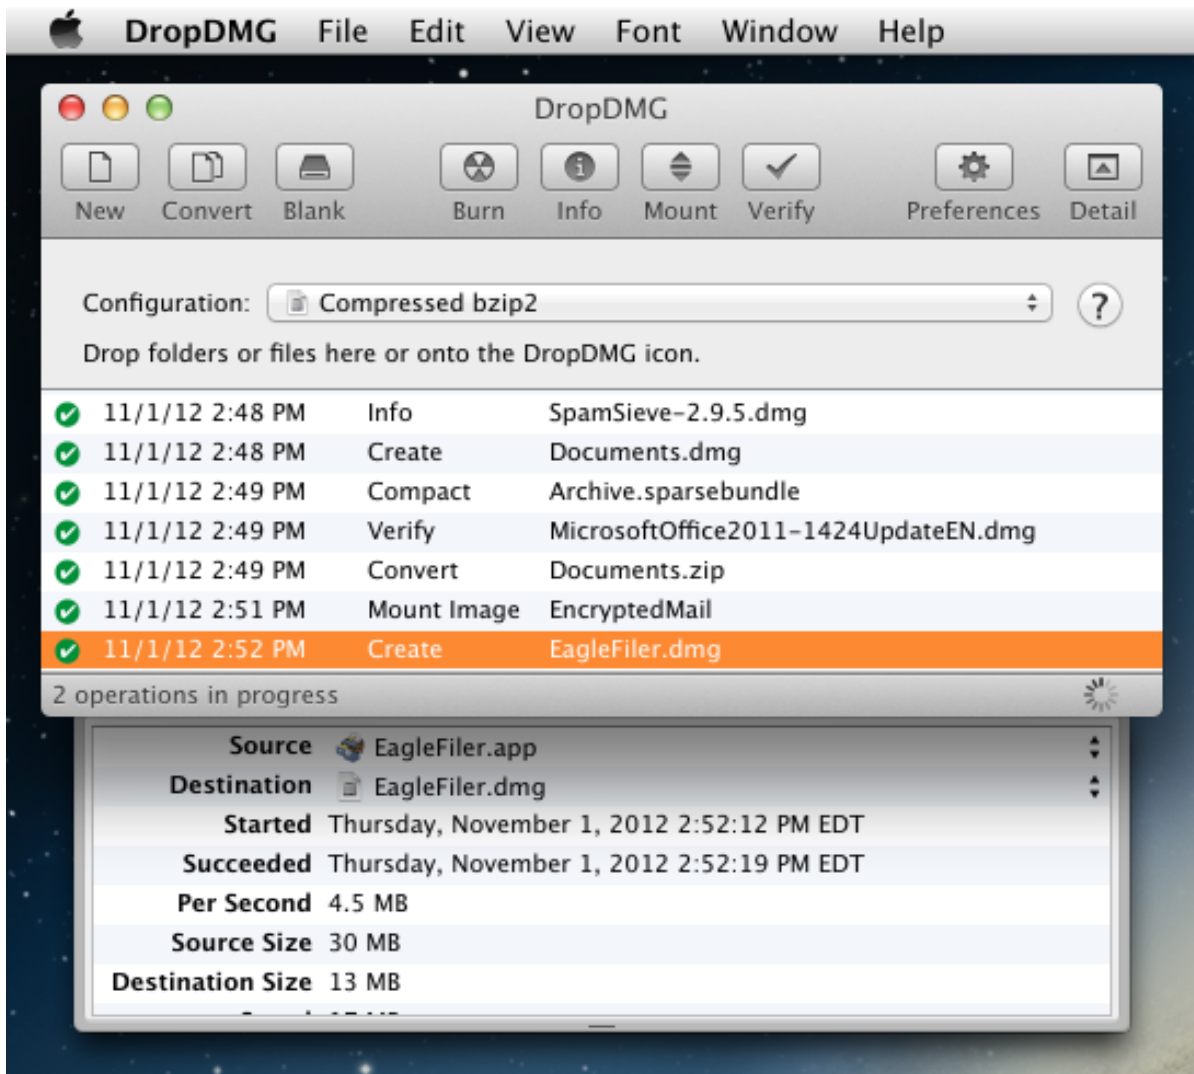 DropDMG File Edit View Font Window Help
DropDMG
New Convert Blank Burn Info Mount Verify Preferences Detail
Configuration: Compressed bzip2 ?
Drop folders or files here or onto the DropDMG icon.
11/1/12 2:48 PM Info SpamSieve-2.9.5.dmg
11/1/12 2:48 PM Create Documents.dmg
11/1/12 2:49 PM Compact Archive.sparsebundle
11/1/12 2:49 PM Verify MicrosoftOffice2011-1424UpdateEN.dmg
11/1/12 2:49 PM Convert Documents.zip
11/1/12 2:51 PM Mount Image EncryptedMail
11/1/12 2:52 PM Create EagleFiler.dmg
2 operations in progress
Source EagleFiler.app
Destination EagleFiler.dmg
Started Thursday, November 1, 2012 2:52:12 PM EDT
Succeeded Thursday, November 1, 2012 2:52:19 PM EDT
Per Second 4.5 MB
Source Size 30 MB
Destination Size 13 MB